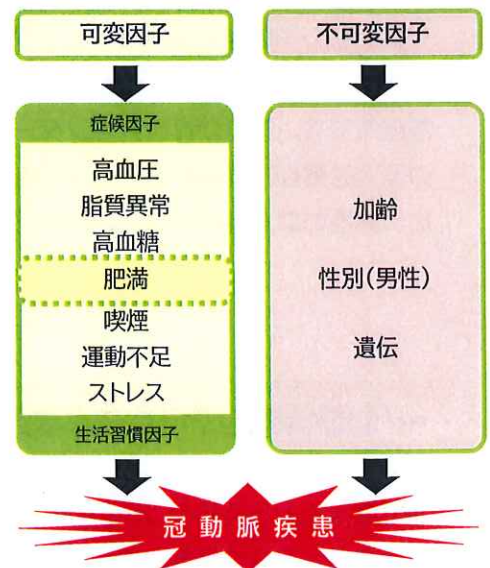 可変因子
症候因子
高血圧
脂質異常
高血糖
肥満
喫煙
運動不足
ストレス
生活習慣因子
不可変因子
加齢
性別(男性)
遺伝
冠動脈疾患